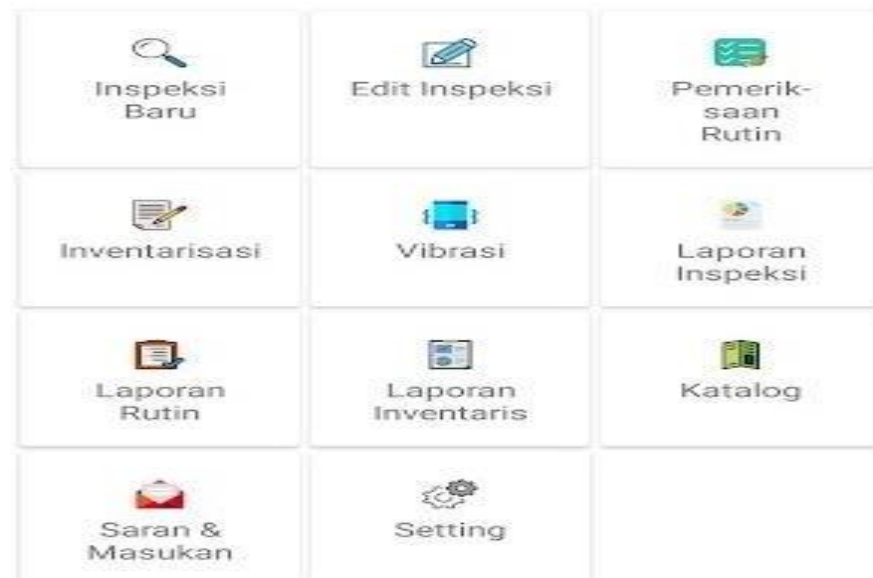 Inspeksi
Baru
Edit Inspeksi
Pemerik-
saan
Rutin
Inventarisasi
Vibrasi
Laporan
Inspeksi
Laporan
Rutin
Laporan
Inventaris
Katalog
Saran &
Masukan
Setting